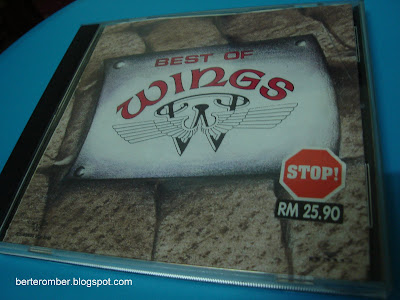 BEST OF
WINGS
STOP!
RM 25.90
berteromber.blogspot.com